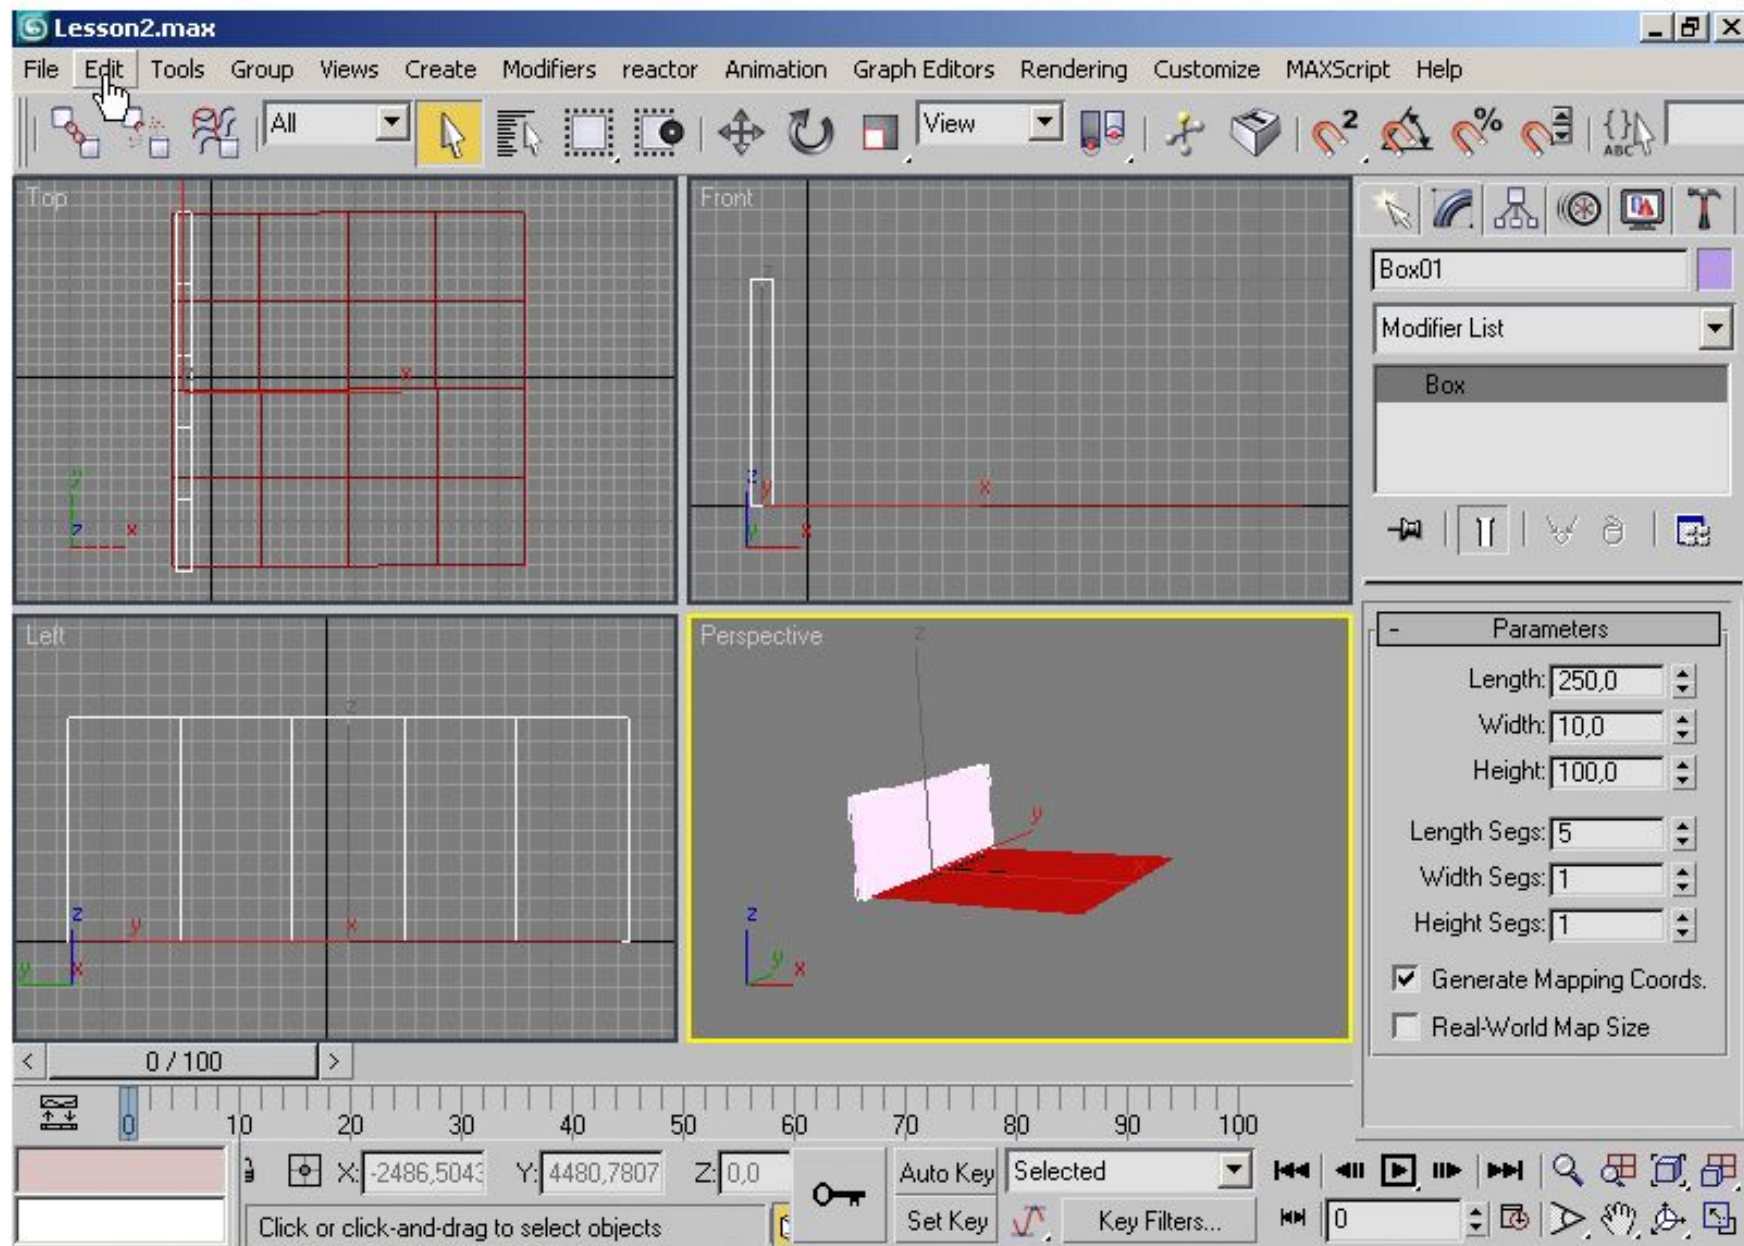 Lesson2.max
File Edit Tools Group Views Create Modifiers reactor Animation Graph Editors Rendering Customize MAXScript Help
All View 2 % {} ABC
Top
x
y
z x
Front
z
z y x
y x
Box01
Modifier List
Box
Left
z
z y x
y x
Perspective
z
y
x
z
y x
- Parameters
Length: 250,0
Width: 10,0
Height: 100,0
Length Segs: 5
Width Segs: 1
Height Segs: 1
Generate Mapping Coords.
Real-World Map Size
< 0 / 100 >
0 10 20 30 40 50 60 70 80 90 100
X: -2486,5043 Y: 4480,7807 Z: 0,0 Auto Key Selected
Click or click-and-drag to select objects Set Key Key Filters... 0